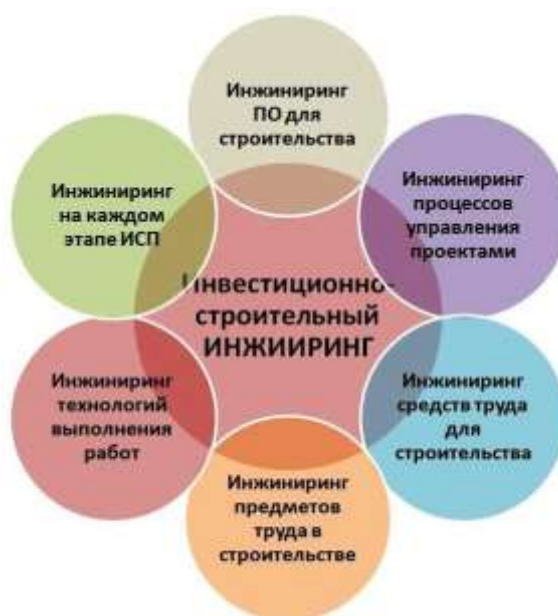 Инжиниринг
ПО для
строительства
Инжиниринг
процессов
управления
проектами
Инжиниринг
средств труда
для
строительства
Инжиниринг
предметов
труда в
строительстве
Инжиниринг
технологий
выполнения
работ
Инжиниринг
на каждом
этапе ИСП
Инвестиционно-
строительный
ИНЖИИРИНГ